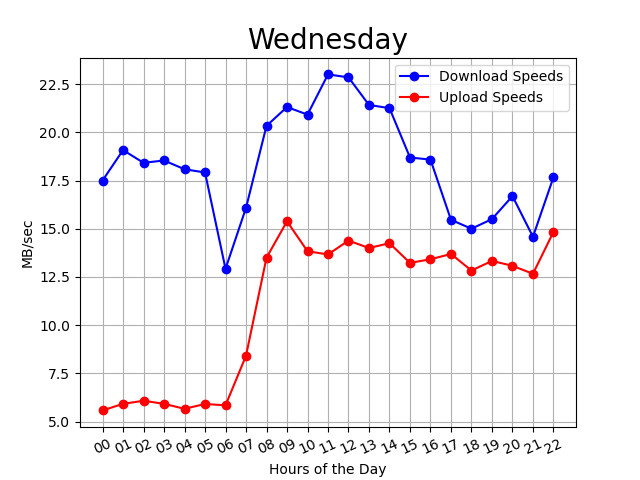 Wednesday
Download Speeds
Upload Speeds
MB/sec
22.5
20.0
17.5
15.0
12.5
10.0
7.5
5.0
00 01 02 03 04 05 06 07 08 09 10 11 12 13 14 15 16 17 18 19 20 21 22
Hours of the Day